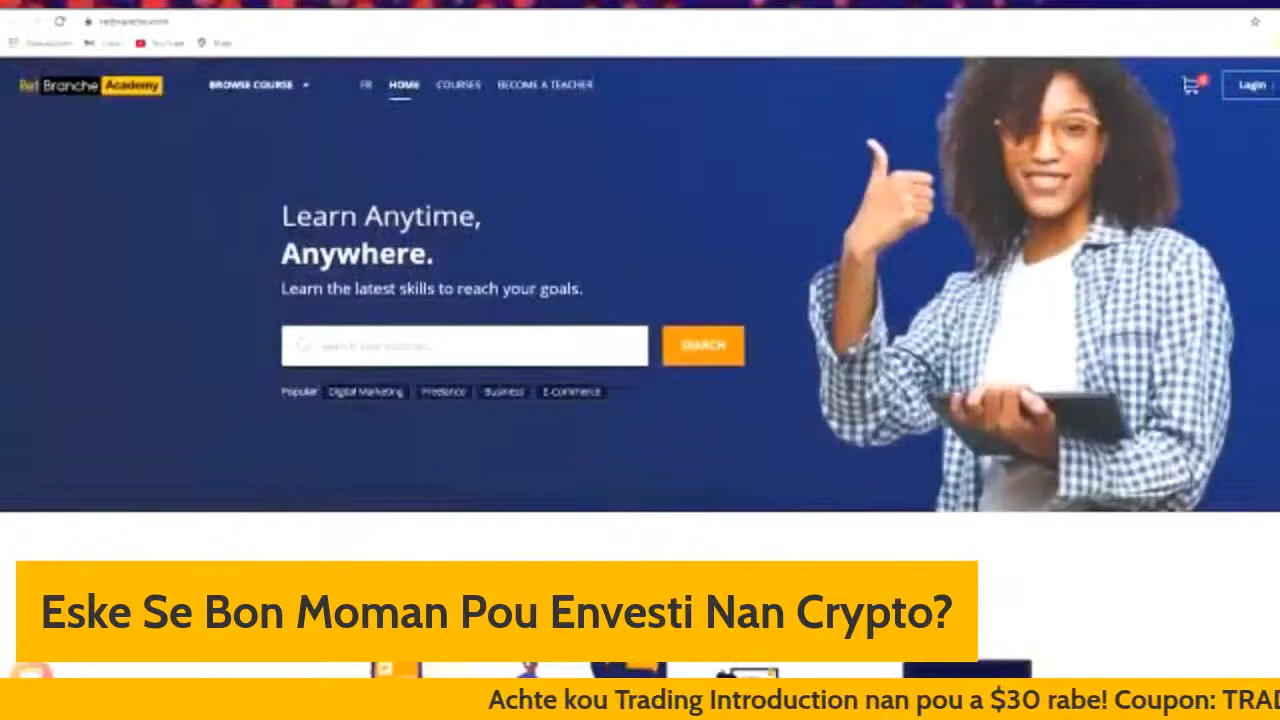 Ret Branche Academy
BROWSE COURSE
FR HOME COURSES BECOME A TEACHER
0
Login
Learn Anytime,
Anywhere.
Learn the latest skills to reach your goals.
SEARCH
Popular Digital Marketing Freelance Business E-Commerce
Eske Se Bon Moman Pou Envesti Nan Crypto?
Achte kou Trading Introduction nan pou a $30 rabe! Coupon: TRAD